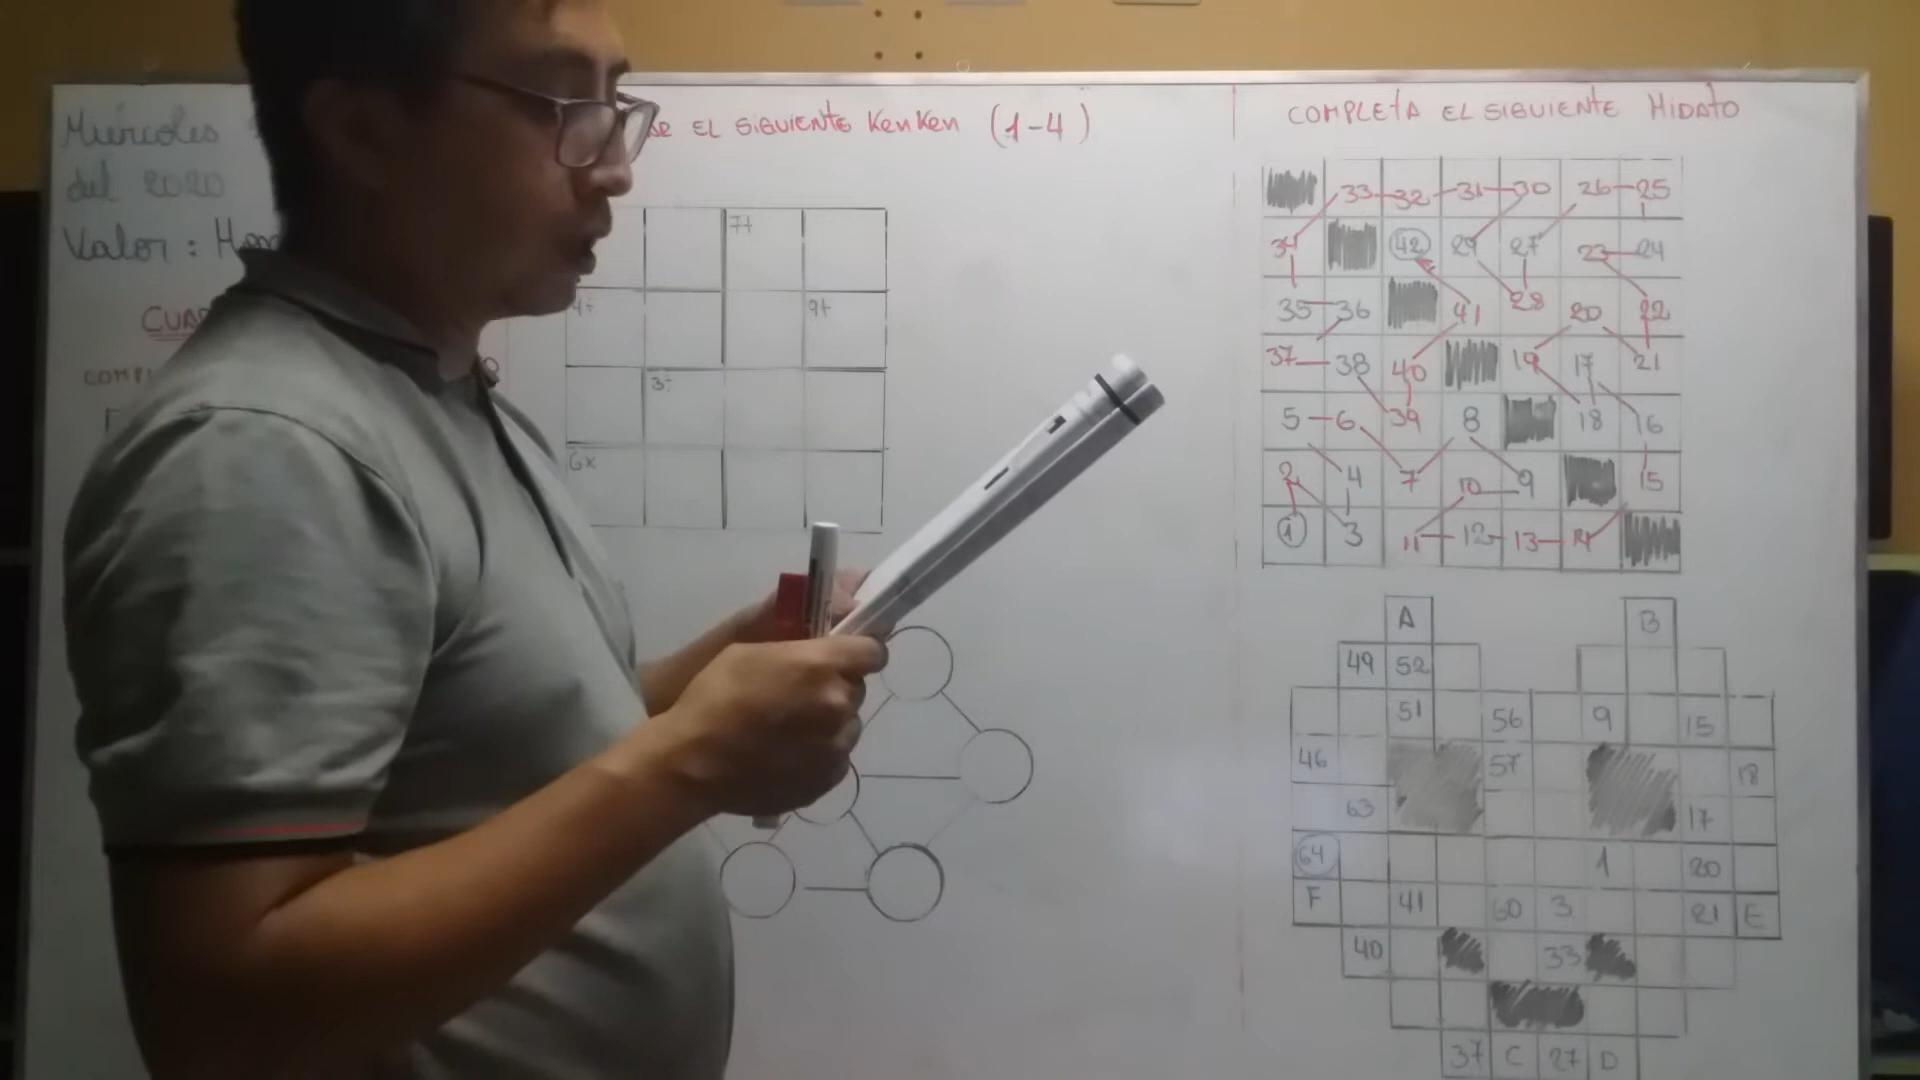 Miércoles
del 2020
Valor :
EL SIGUIENTE KenKen (1-4)
7+
4÷
9+
3÷
6x
COMPLETA EL SIGUIENTE HIDATO
33 32 31 30 26 25
34 42 29 27 23 24
35 36 41 28 20 22
37 38 40 19 17 21
5 6 39 8 18 16
2 4 7 10 9 15
1 3 11 12 13 14
A B
49 52
51 56 9 15
46 57 18
63 17
64 1 20
F 41 60 3 21 E
40 33
37 C 27 D